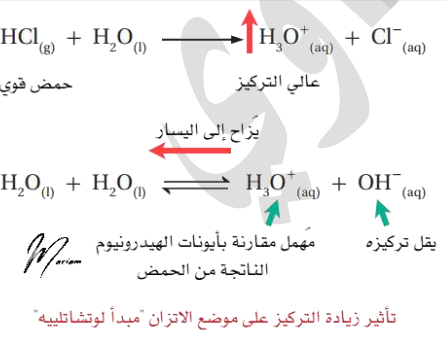 HCl(g) + H₂O(l) ⟶ H₃O⁺(aq) + Cl⁻(aq)
حمض قوي عالي التركيز
يُزاح إلى اليسار
H₂O(l) + H₂O(l) ⇌ H₃O⁺(aq) + OH⁻(aq)
يقل تركيزه مُهمل مقارنة بأيونات الهيدرونيوم
الناتجة من الحمض
Mariam
تأثير زيادة التركيز على موضع الاتزان "مبدأ لوتشاتلييه"